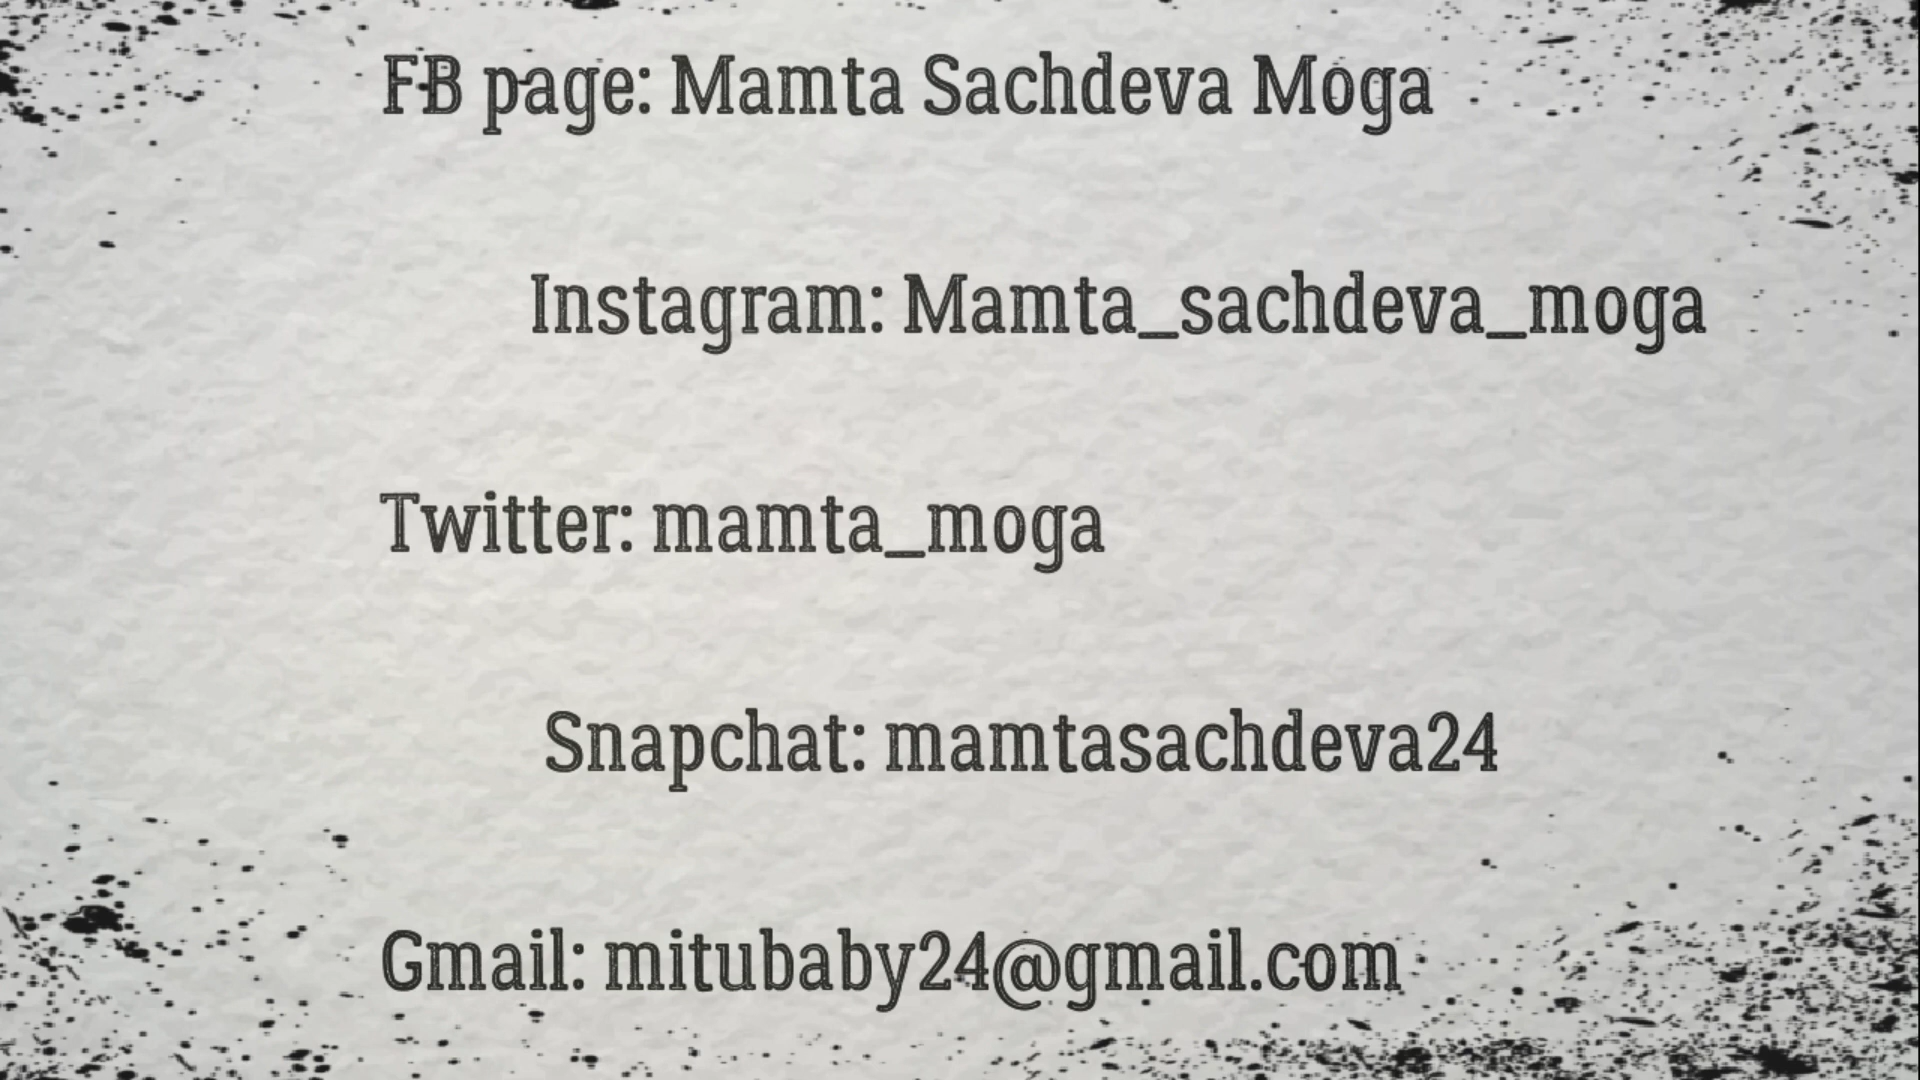 FB page: Mamta Sachdeva Moga
Instagram: Mamta_sachdeva_moga
Twitter: mamta_moga
Snapchat: mamtasachdeva24
Gmail: mitubaby24@gmail.com